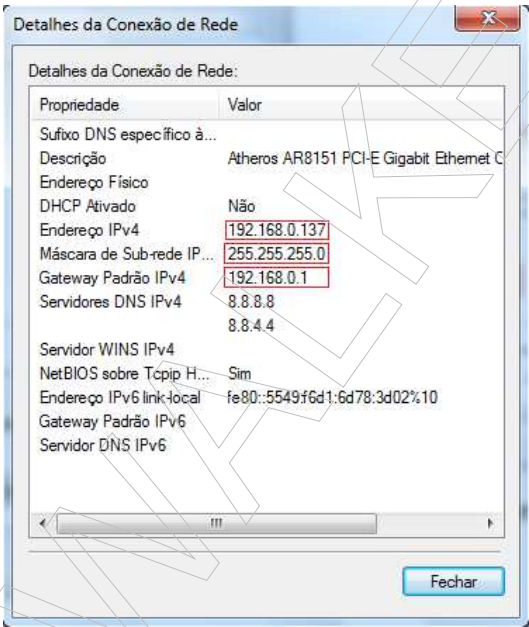 Detalhes da Conexão de Rede
Detalhes da Conexão de Rede:
Propriedade Valor
Sufixo DNS específico à...
Descrição Atheros AR8151 PCI-E Gigabit Ethernet C
Endereço Físico
DHCP Ativado Não
Endereço IPv4 192.168.0.137
Máscara de Sub-rede IP... 255.255.255.0
Gateway Padrão IPv4 192.168.0.1
Servidores DNS IPv4 8.8.8.8
8.8.4.4
Servidor WINS IPv4
NetBIOS sobre Tcpip H... Sim
Endereço IPv6 link-local fe80::5549:f6d1:6d78:3d02%10
Gateway Padrão IPv6
Servidor DNS IPv6
Fechar